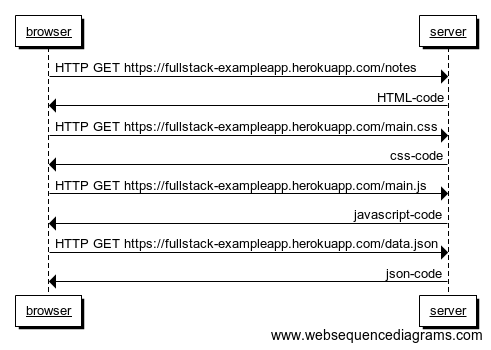 browser
server
HTTP GET https://fullstack-exampleapp.herokuapp.com/notes
HTML-code
HTTP GET https://fullstack-exampleapp.herokuapp.com/main.css
css-code
HTTP GET https://fullstack-exampleapp.herokuapp.com/main.js
javascript-code
HTTP GET https://fullstack-exampleapp.herokuapp.com/data.json
json-code
browser
server
www.websequencediagrams.com